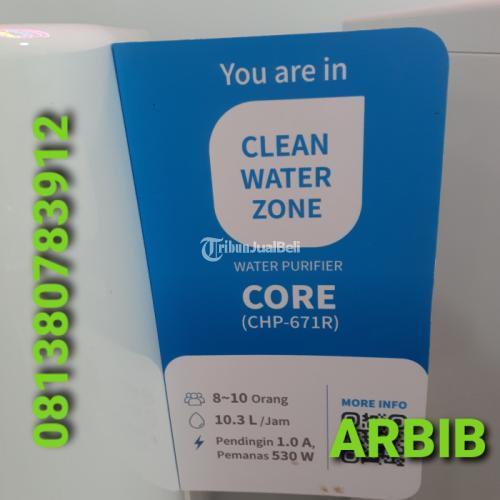 You are in
CLEAN
WATER
ZONE
TribunJualBeli
WATER PURIFIER
CORE
(CHP-671R)
8~10 Orang
10.3 L /Jam
Pendingin 1.0 A,
Pemanas 530 W
MORE INFO
ARBIB
081380783912